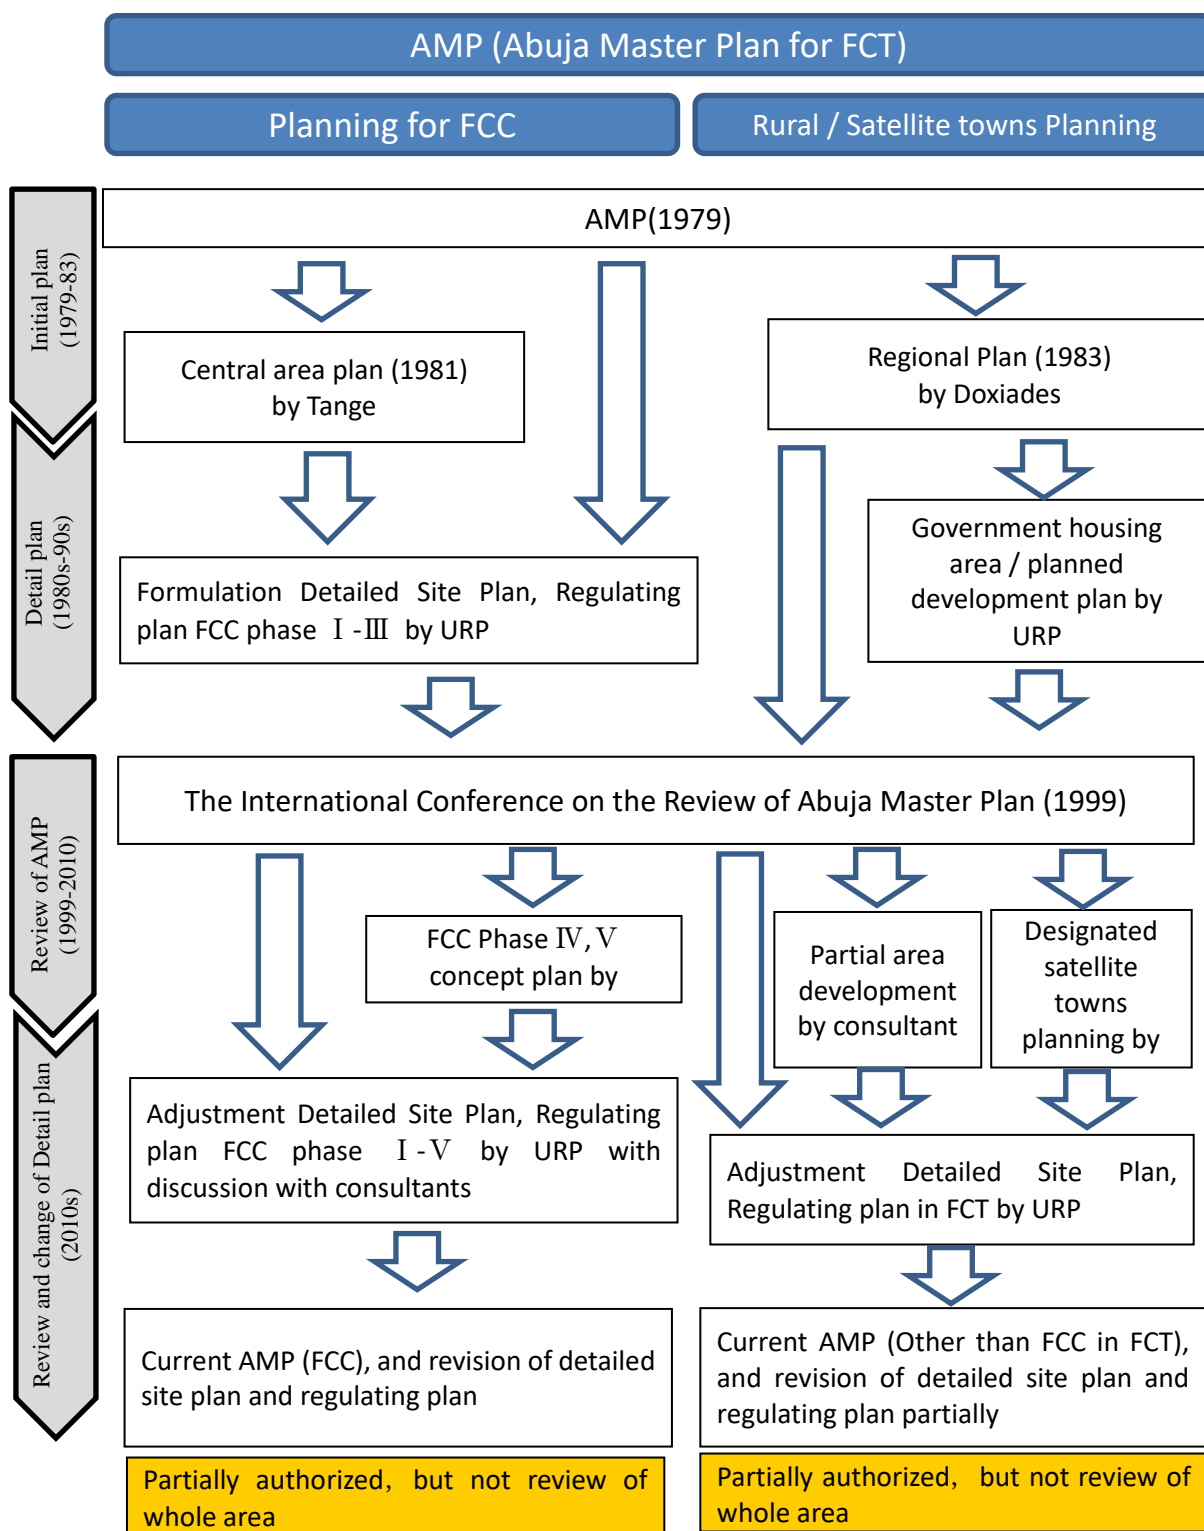 AMP (Abuja Master Plan for FCT)
Planning for FCC
Rural / Satellite towns Planning
Initial plan
(1979-83)
AMP(1979)
Central area plan (1981)
by Tange
Regional Plan (1983)
by Doxiades
Detail plan
(1980s-90s)
Government housing
area / planned
development plan by
URP
Formulation Detailed Site Plan, Regulating
plan FCC phase Ⅰ-Ⅲ by URP
Review of AMP
(1999-2010)
The International Conference on the Review of Abuja Master Plan (1999)
FCC Phase Ⅳ,Ⅴ
concept plan by
Partial area
development
by consultant
Designated
satellite
towns
planning by
Review and change of Detail plan
(2010s)
Adjustment Detailed Site Plan, Regulating
plan FCC phase Ⅰ-Ⅴ by URP with
discussion with consultants
Adjustment Detailed Site Plan,
Regulating plan in FCT by URP
Current AMP (FCC), and revision of detailed
site plan and regulating plan
Current AMP (Other than FCC in FCT),
and revision of detailed site plan and
regulating plan partially
Partially authorized, but not review of
whole area
Partially authorized, but not review of
whole area